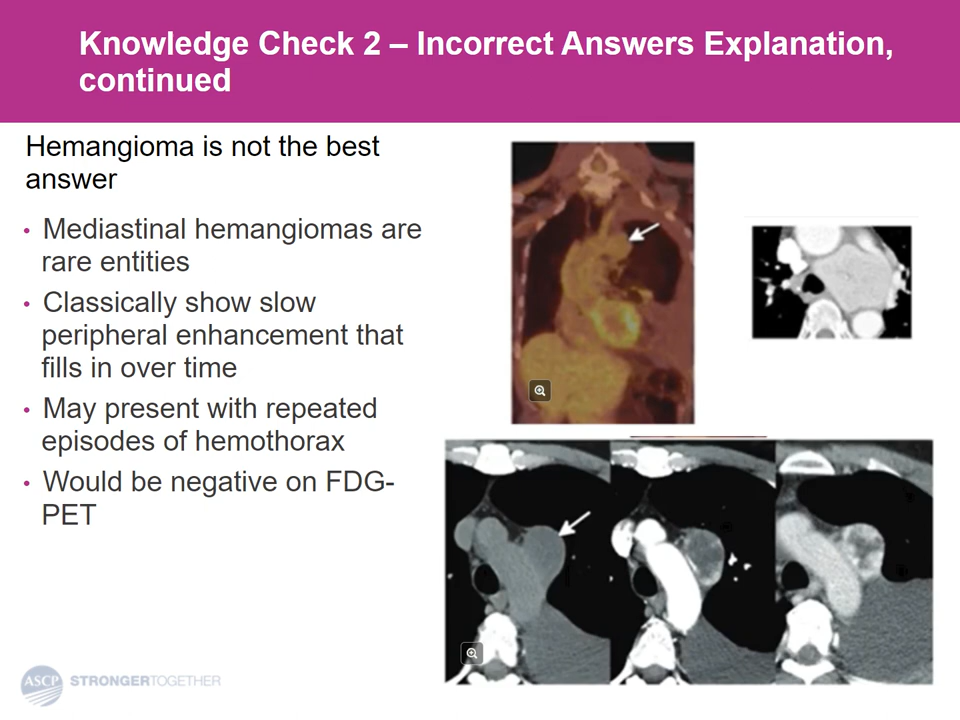 Knowledge Check 2 – Incorrect Answers Explanation,
continued
Hemangioma is not the best
answer
• Mediastinal hemangiomas are
rare entities
• Classically show slow
peripheral enhancement that
fills in over time
• May present with repeated
episodes of hemothorax
• Would be negative on FDG-
PET
ASCP STRONGERTOGETHER